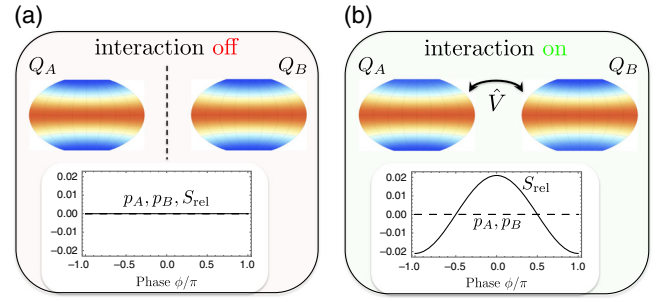 (a)
interaction off
Q_A
Q_B
0.02
0.01
0.00
-0.01
-0.02
p_A, p_B, S_rel
-1.0 -0.5 0.0 0.5 1.0
Phase ϕ/π
(b)
interaction on
Q_A
Q_B
V̂
0.02
0.01
0.00
-0.01
-0.02
S_rel
p_A, p_B
-1.0 -0.5 0.0 0.5 1.0
Phase ϕ/π